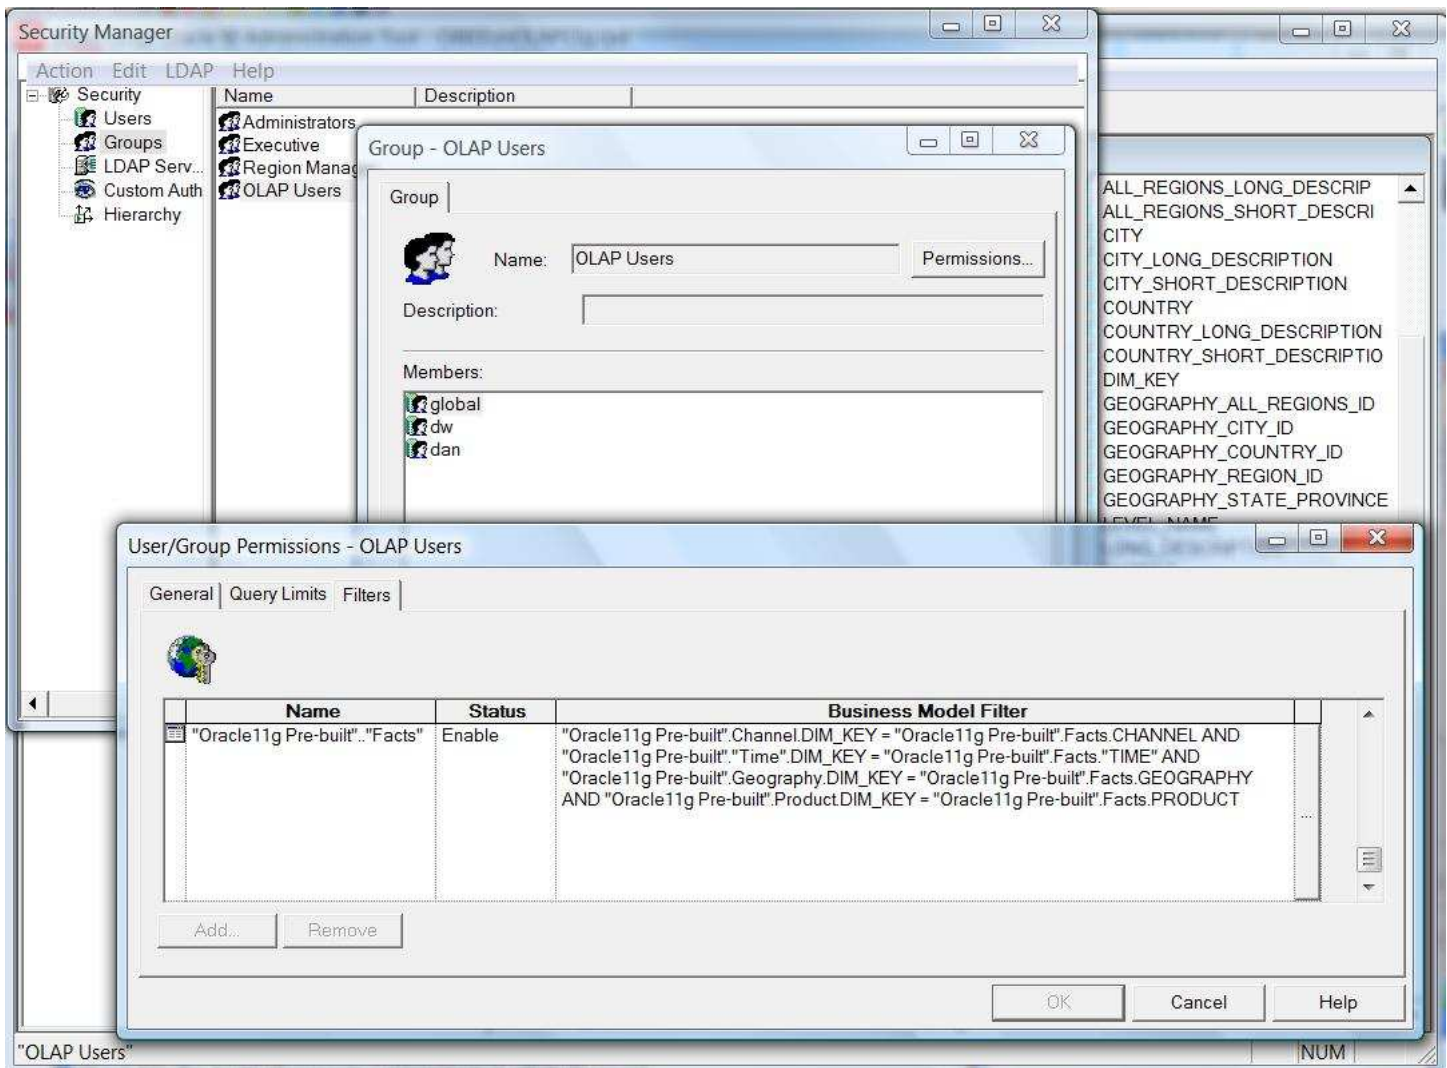 Security Manager
Action Edit LDAP Help
Security
Users
Groups
LDAP Serv...
Custom Auth
Hierarchy
Name Description
Administrators
Executive
Region Manag
OLAP Users
Group - OLAP Users
Group
Name: OLAP Users Permissions...
Description:
Members:
global
dw
dan
ALL_REGIONS_LONG_DESCRIP
ALL_REGIONS_SHORT_DESCRI
CITY
CITY_LONG_DESCRIPTION
CITY_SHORT_DESCRIPTION
COUNTRY
COUNTRY_LONG_DESCRIPTION
COUNTRY_SHORT_DESCRIPTIO
DIM_KEY
GEOGRAPHY_ALL_REGIONS_ID
GEOGRAPHY_CITY_ID
GEOGRAPHY_COUNTRY_ID
GEOGRAPHY_REGION_ID
GEOGRAPHY_STATE_PROVINCE
LEVEL_NAME
User/Group Permissions - OLAP Users
General Query Limits Filters
Name Status Business Model Filter
"Oracle11g Pre-built".."Facts" Enable "Oracle11g Pre-built".Channel.DIM_KEY = "Oracle11g Pre-built".Facts.CHANNEL AND
"Oracle11g Pre-built"."Time".DIM_KEY = "Oracle11g Pre-built".Facts."TIME" AND
"Oracle11g Pre-built".Geography.DIM_KEY = "Oracle11g Pre-built".Facts.GEOGRAPHY
AND "Oracle11g Pre-built".Product.DIM_KEY = "Oracle11g Pre-built".Facts.PRODUCT
...
Add... Remove
OK Cancel Help
"OLAP Users" NUM